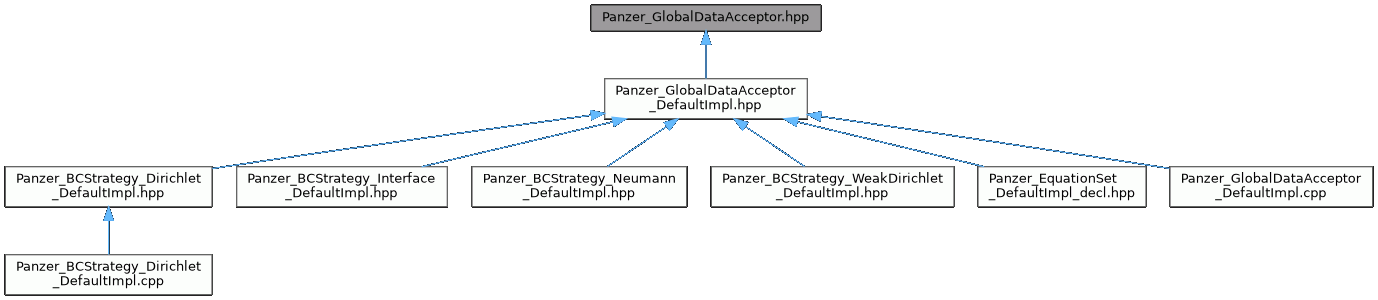 Panzer_GlobalDataAcceptor.hpp
Panzer_GlobalDataAcceptor
_DefaultImpl.hpp
Panzer_BCStrategy_Dirichlet
_DefaultImpl.hpp
Panzer_BCStrategy_Interface
_DefaultImpl.hpp
Panzer_BCStrategy_Neumann
_DefaultImpl.hpp
Panzer_BCStrategy_WeakDirichlet
_DefaultImpl.hpp
Panzer_EquationSet
_DefaultImpl_decl.hpp
Panzer_GlobalDataAcceptor
_DefaultImpl.cpp
Panzer_BCStrategy_Dirichlet
_DefaultImpl.cpp